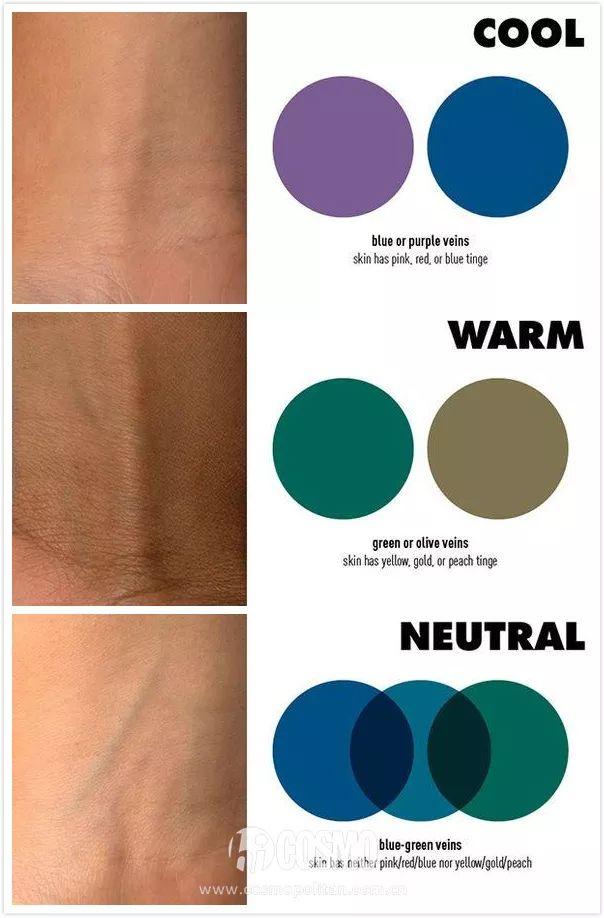 COOL
blue or purple veins
skin has pink, red, or blue tinge
WARM
green or olive veins
skin has yellow, gold, or peach tinge
NEUTRAL
blue-green veins
COSMO
skin has neither pink/red/blue nor yellow/gold/peach
www.cosmopolitan.com.cn